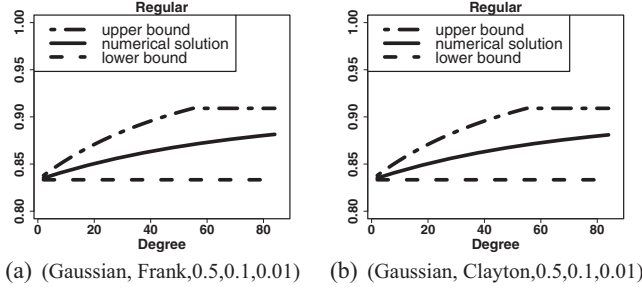 Regular
upper bound
numerical solution
lower bound
1.00
0.95
0.90
0.85
0.80
0 20 40 60 80
Degree
(a) (Gaussian, Frank,0.5,0.1,0.01)
Regular
upper bound
numerical solution
lower bound
1.00
0.95
0.90
0.85
0.80
0 20 40 60 80
Degree
(b) (Gaussian, Clayton,0.5,0.1,0.01)